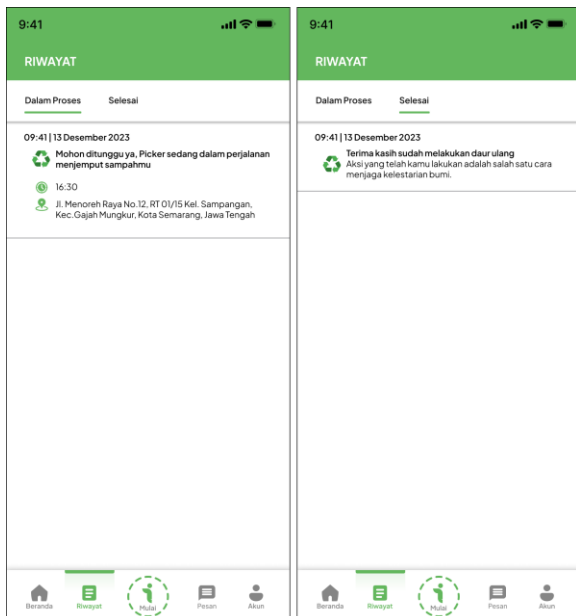 9:41
RIWAYAT
Dalam Proses Selesai
09:41 | 13 Desember 2023
Mohon ditunggu ya, Picker sedang dalam perjalanan
menjemput sampahmu
16:30
Jl. Menoreh Raya No.12, RT 01/15 Kel. Sampangan,
Kec.Gajah Mungkur, Kota Semarang, Jawa Tengah
Beranda Riwayat Mulai Pesan Akun
9:41
RIWAYAT
Dalam Proses Selesai
09:41 | 13 Desember 2023
Terima kasih sudah melakukan daur ulang
Aksi yang telah kamu lakukan adalah salah satu cara
menjaga kelestarian bumi.
Beranda Riwayat Mulai Pesan Akun